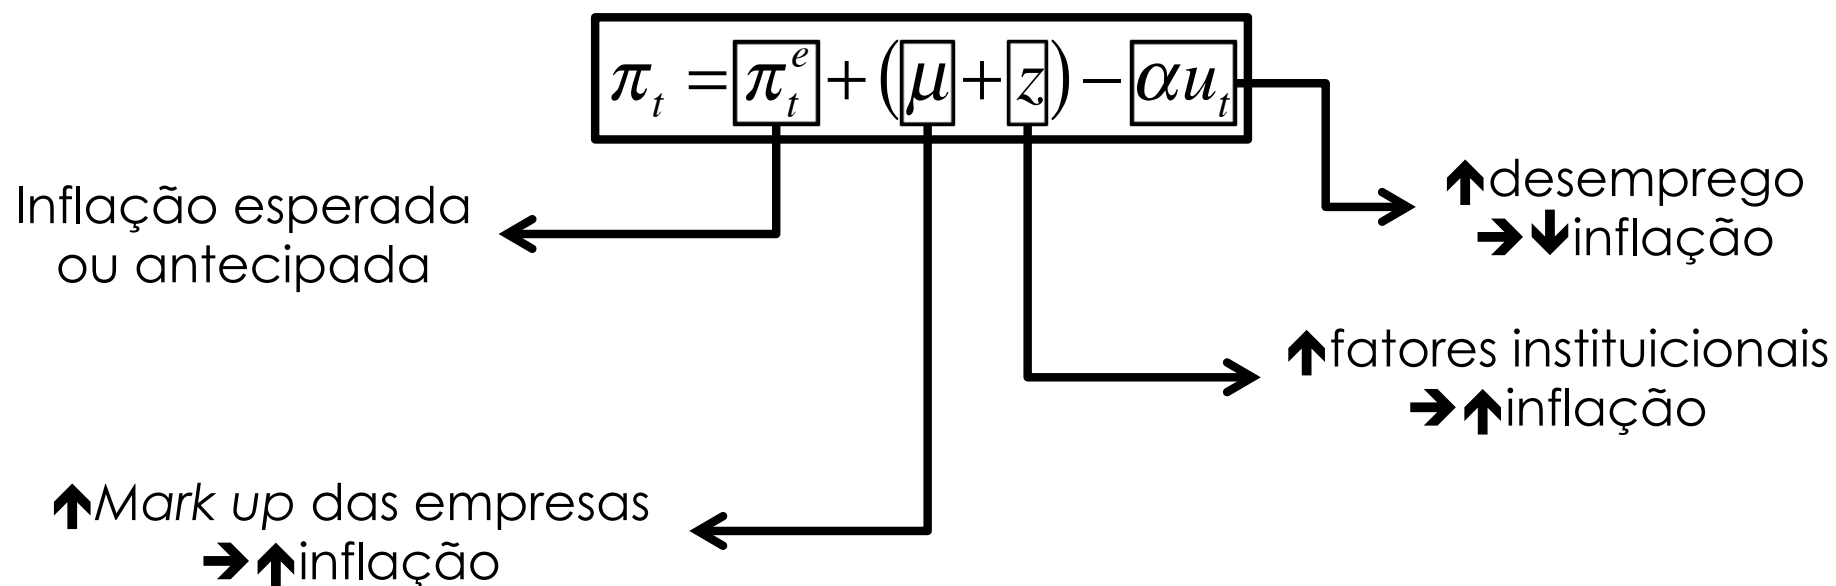 πₜ = πₜᵉ + (μ + z) − αuₜ
Inflação esperada
ou antecipada
↑desemprego
→ ↓inflação
↑fatores instituicionais
→ ↑inflação
↑Mark up das empresas
→ ↑inflação